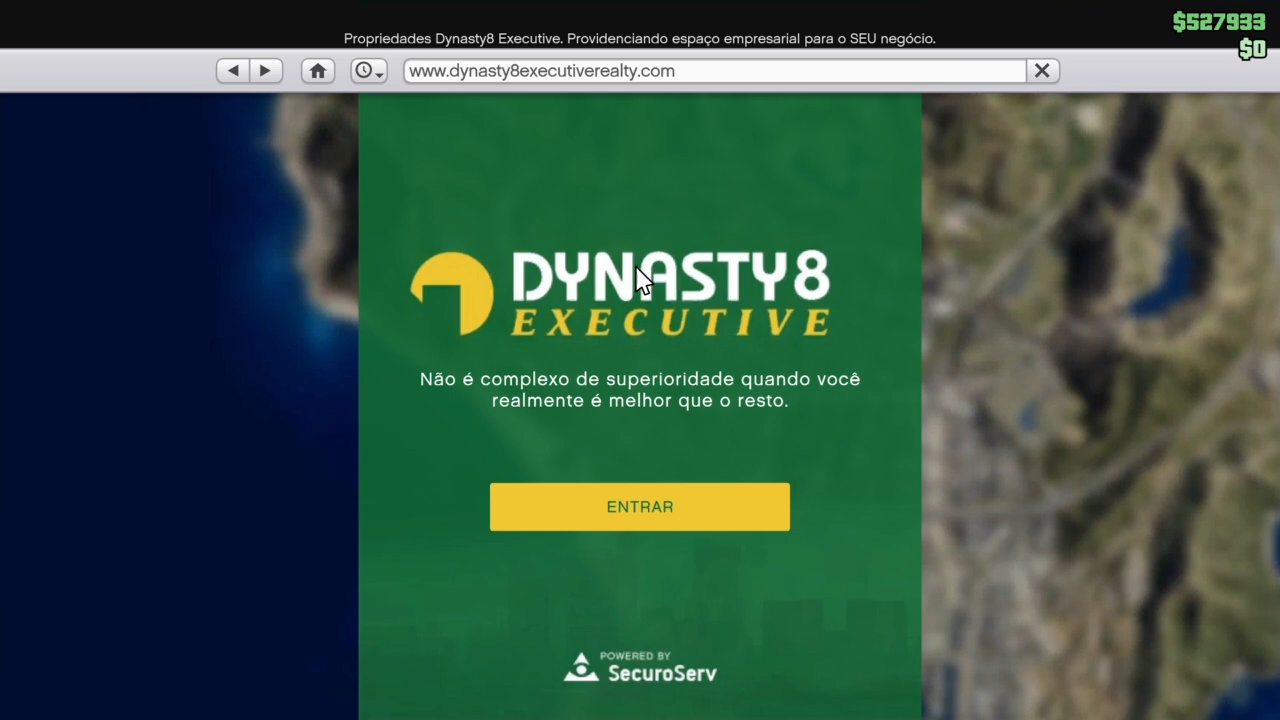 $527933
Propriedades Dynasty8 Executive. Providenciando espaço empresarial para o SEU negócio.
$0
www.dynasty8executiverealty.com
DYNASTY8
EXECUTIVE
Não é complexo de superioridade quando você
realmente é melhor que o resto.
ENTRAR
POWERED BY
SecuroServ